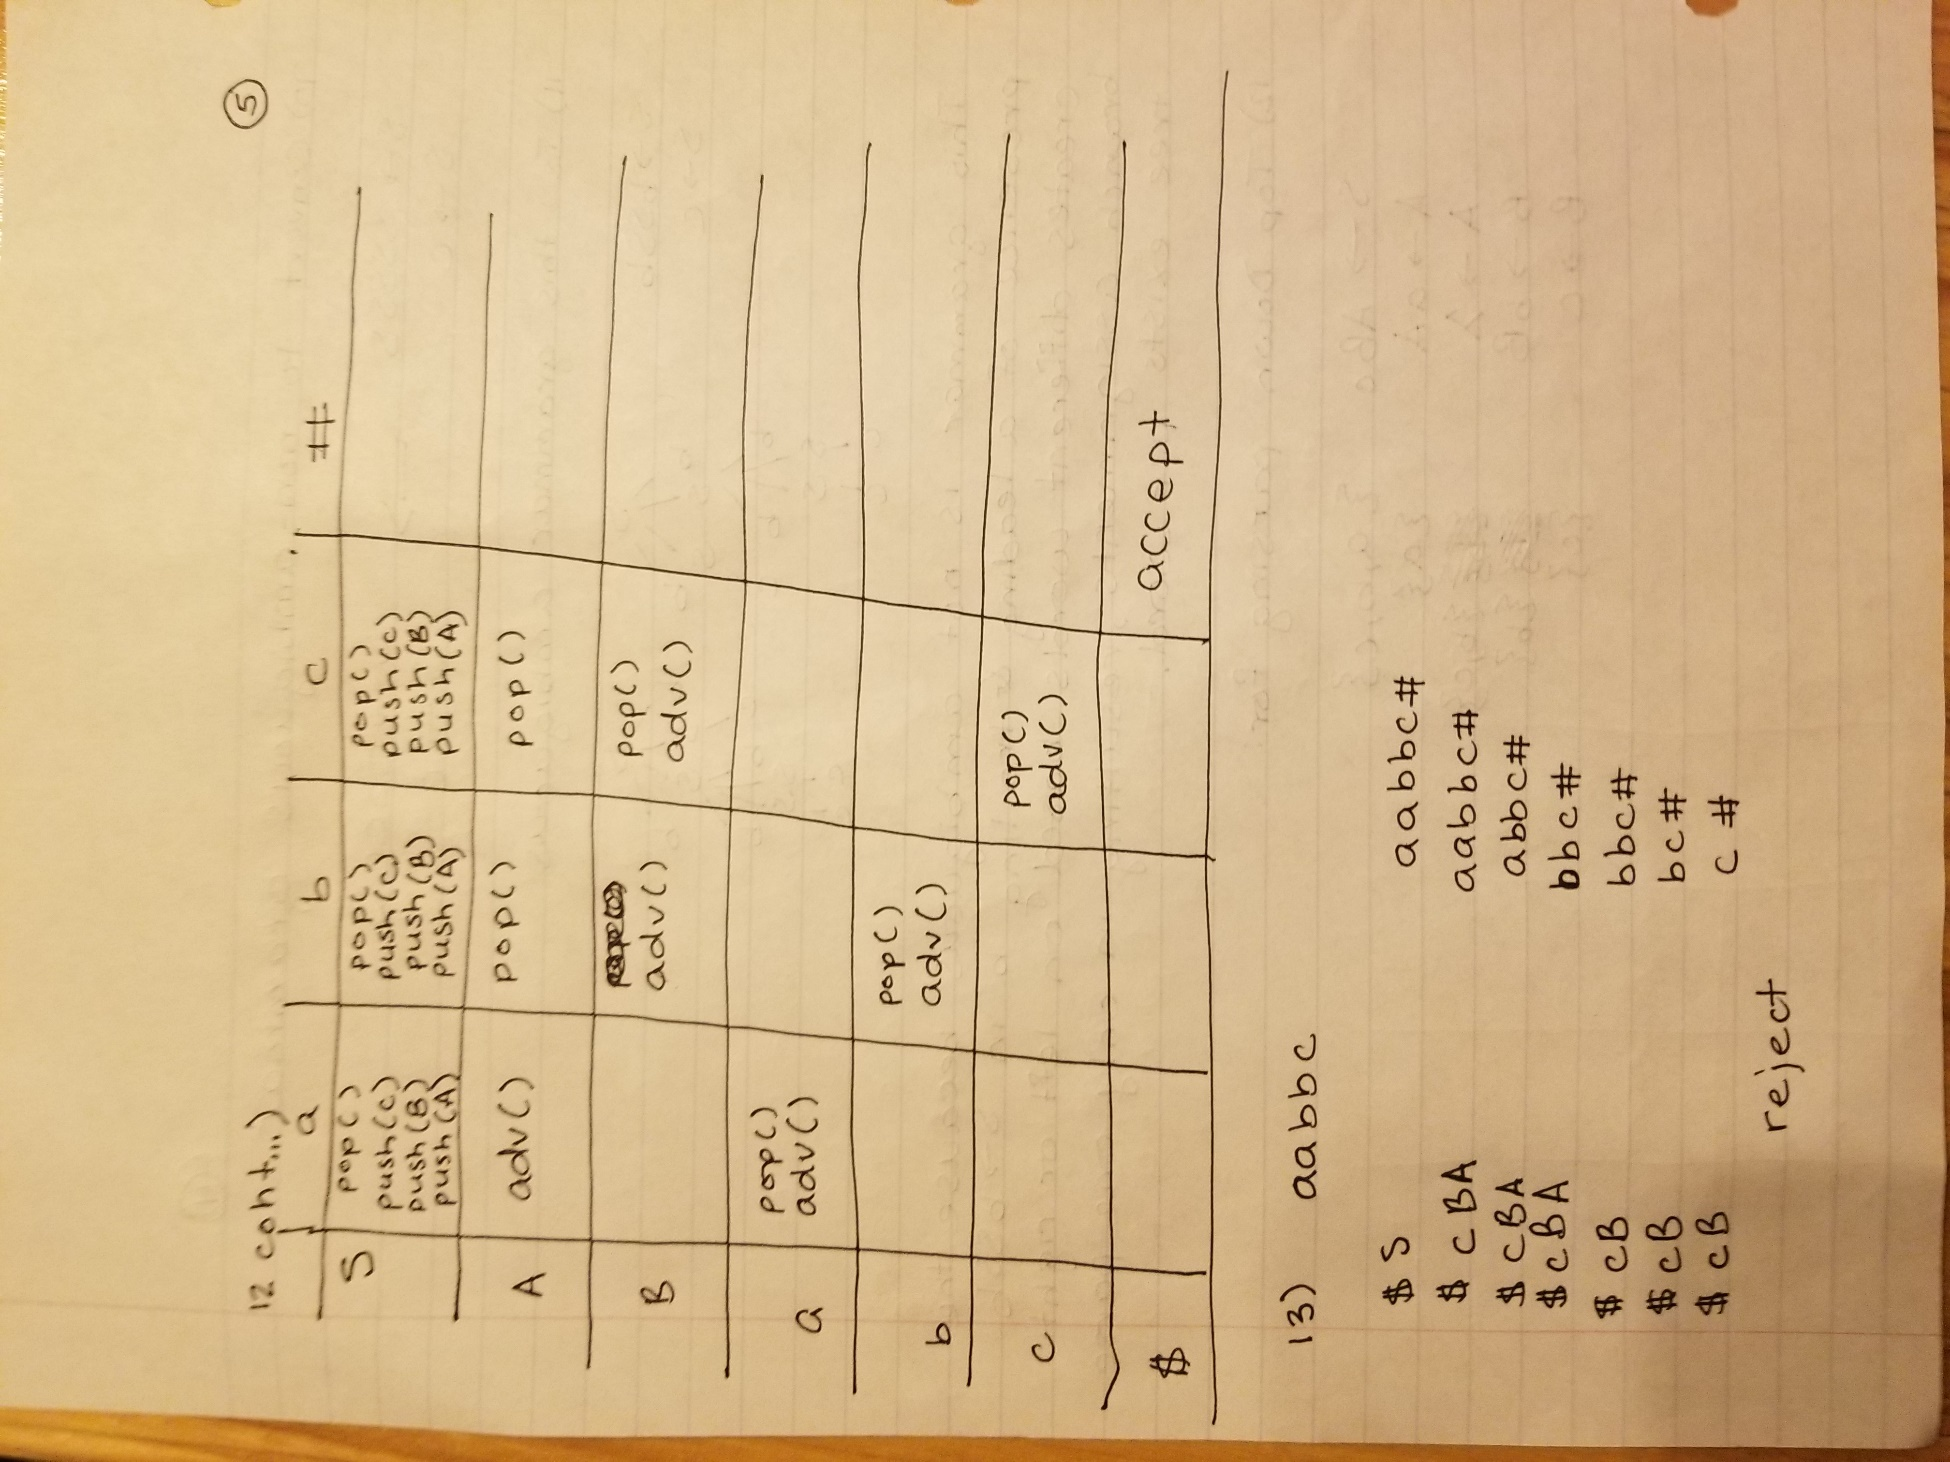 5
12 cont...)
a b c #
S pop() pop() pop()
push(c) push(c) push(c)
push(B) push(B) push(B)
push(A) push(A) push(A)
A adv() pop() pop()
B adv() pop()
adv()
a pop()
adv()
b pop()
adv()
c pop()
adv()
$ accept
13) aabbc
$ S aabbc#
$ cBA aabbc#
$ cBA abbc#
$ cBA bbc#
$ cB bbc#
$ cB bc#
$ cB c#
reject